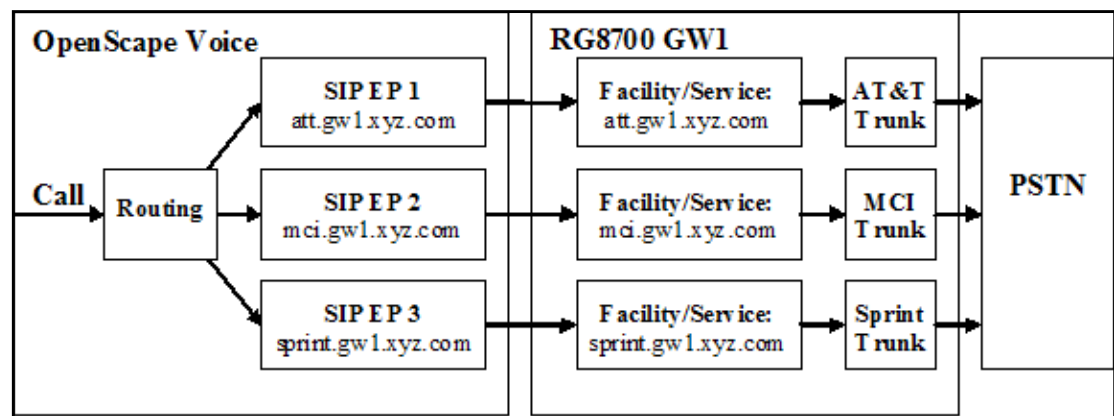 OpenScape Voice
RG8700 GW1
SIP EP 1
att.gw1.xyz.com
Facility/Service:
att.gw1.xyz.com
AT&T
Trunk
Call
Routing
SIP EP 2
mci.gw1.xyz.com
Facility/Service:
mci.gw1.xyz.com
MCI
Trunk
PSTN
SIP EP 3
sprint.gw1.xyz.com
Facility/Service:
sprint.gw1.xyz.com
Sprint
Trunk